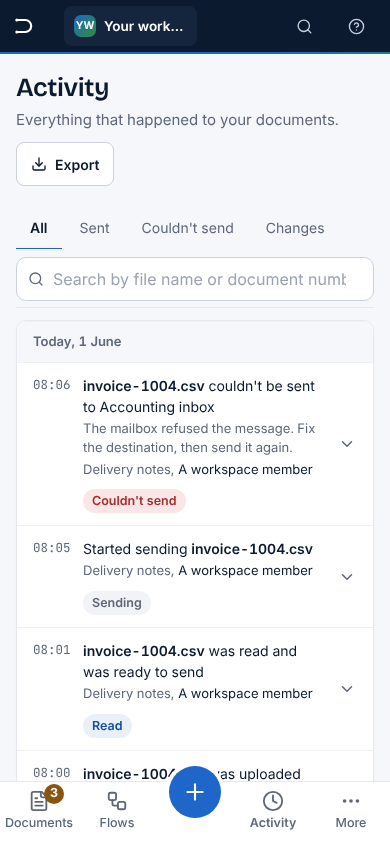 YW Your work...
Activity
Everything that happened to your documents.
Export
All Sent Couldn't send Changes
Search by file name or document numb
Today, 1 June
08:06 invoice-1004.csv couldn't be sent
to Accounting inbox
The mailbox refused the message. Fix
the destination, then send it again.
Delivery notes, A workspace member
Couldn't send
08:05 Started sending invoice-1004.csv
Delivery notes, A workspace member
Sending
08:01 invoice-1004.csv was read and
was ready to send
Delivery notes, A workspace member
Read
08:00 invoice-1004 was uploaded
3
Documents Flows Activity More